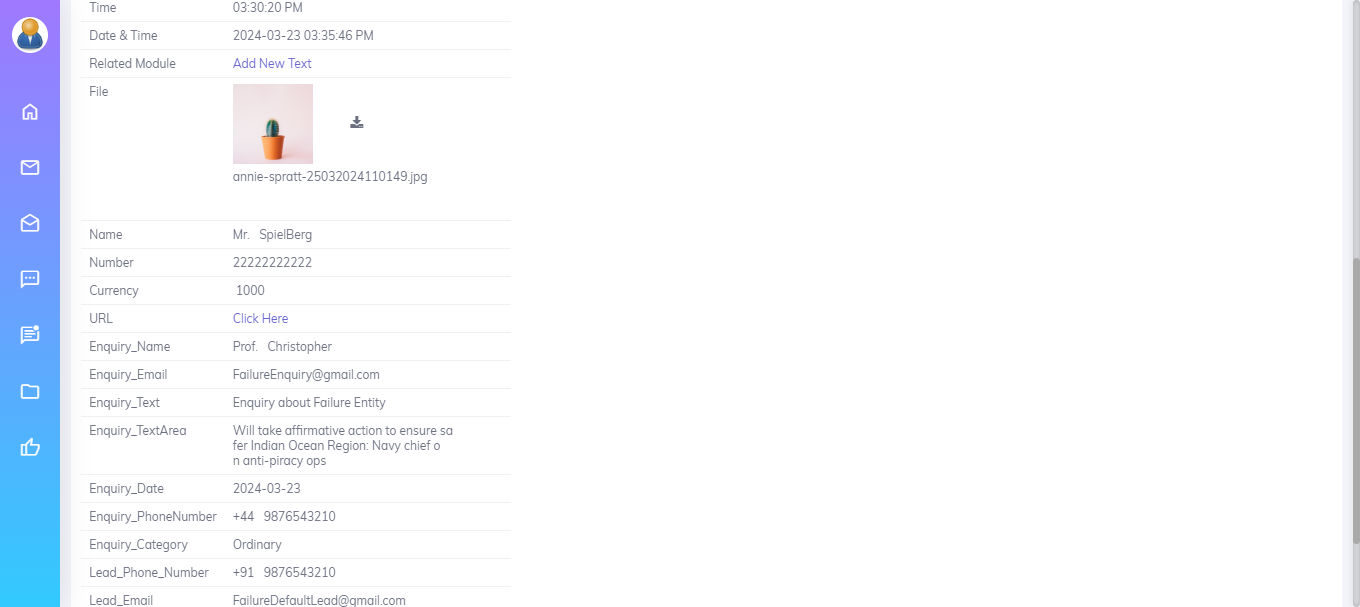 Time 03:30:20 PM
Date & Time 2024-03-23 03:35:46 PM
Related Module Add New Text
File
annie-spratt-25032024110149.jpg
Name Mr. SpielBerg
Number 22222222222
Currency 1000
URL Click Here
Enquiry_Name Prof. Christopher
Enquiry_Email FailureEnquiry@gmail.com
Enquiry_Text Enquiry about Failure Entity
Enquiry_TextArea Will take affirmative action to ensure sa
fer Indian Ocean Region: Navy chief o
n anti-piracy ops
Enquiry_Date 2024-03-23
Enquiry_PhoneNumber +44 9876543210
Enquiry_Category Ordinary
Lead_Phone_Number +91 9876543210
Lead_Email FailureDefaultLead@gmail.com